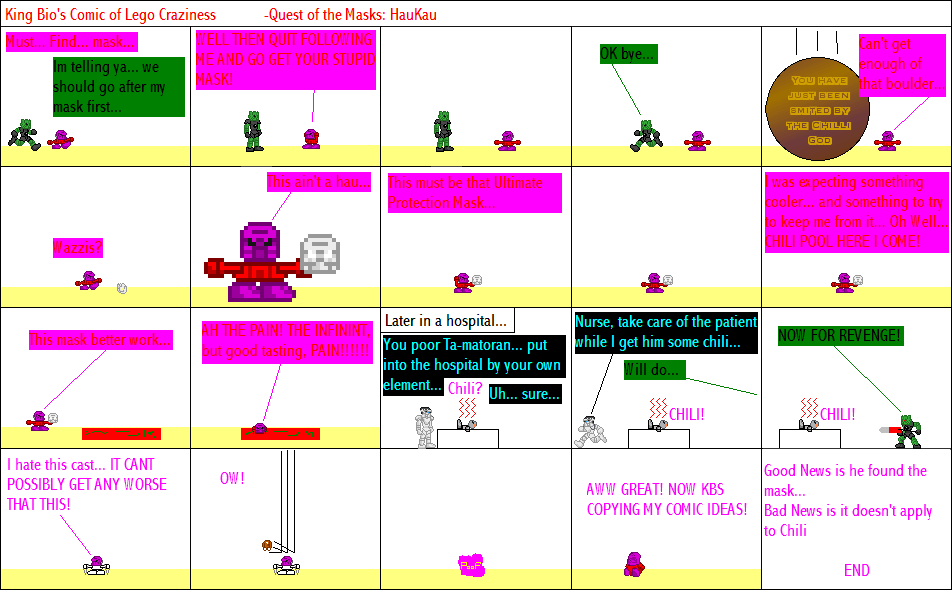 King Bio's Comic of Lego Craziness -Quest of the Masks: HauKau
Must... Find... mask...
Im telling ya... we
should go after my
mask first...
WELL THEN QUIT FOLLOWING
ME AND GO GET YOUR STUPID
MASK!
OK bye...
You have
just been
smited by
the Chilli
God
Can't get
enough of
that boulder...
Wazzis?
This ain't a hau...
This must be that Ultimate
Protection Mask...
I was expecting something
cooler... and something to try
to keep me from it... Oh Well...
CHILI POOL HERE I COME!
This mask better work...
AH THE PAIN! THE INFININT,
but good tasting, PAIN!!!!!!
Later in a hospital...
You poor Ta-matoran... put
into the hospital by your own
element...
Chili?
Uh... sure...
Nurse, take care of the patient
while I get him some chili...
Will do...
CHILI!
NOW FOR REVENGE!
CHILI!
I hate this cast... IT CANT
POSSIBLY GET ANY WORSE
THAT THIS!
OW!
AWW GREAT! NOW KBS
COPYING MY COMIC IDEAS!
Good News is he found the
mask...
Bad News is it doesn't apply
to Chili
END